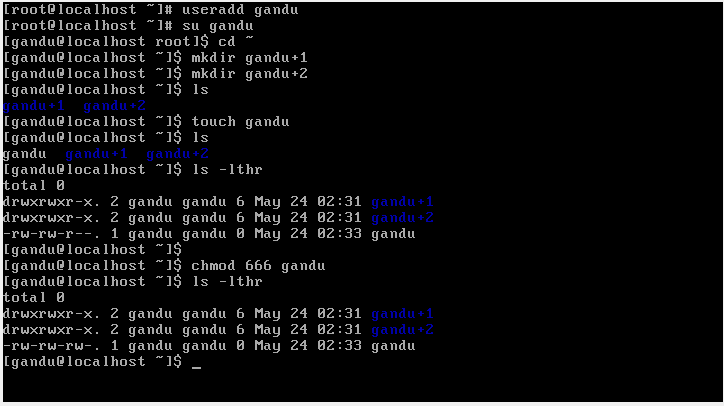 [root@localhost ~]# useradd gandu
[root@localhost ~]# su gandu
[gandu@localhost root]$ cd ~
[gandu@localhost ~]$ mkdir gandu+1
[gandu@localhost ~]$ mkdir gandu+2
[gandu@localhost ~]$ ls
gandu+1  gandu+2
[gandu@localhost ~]$ touch gandu
[gandu@localhost ~]$ ls
gandu  gandu+1  gandu+2
[gandu@localhost ~]$ ls -lthr
total 0
drwxrwxr-x. 2 gandu gandu 6 May 24 02:31 gandu+1
drwxrwxr-x. 2 gandu gandu 6 May 24 02:31 gandu+2
-rw-rw-r--. 1 gandu gandu 0 May 24 02:33 gandu
[gandu@localhost ~]$
[gandu@localhost ~]$ chmod 666 gandu
[gandu@localhost ~]$ ls -lthr
total 0
drwxrwxr-x. 2 gandu gandu 6 May 24 02:31 gandu+1
drwxrwxr-x. 2 gandu gandu 6 May 24 02:31 gandu+2
-rw-rw-rw-. 1 gandu gandu 0 May 24 02:33 gandu
[gandu@localhost ~]$ _